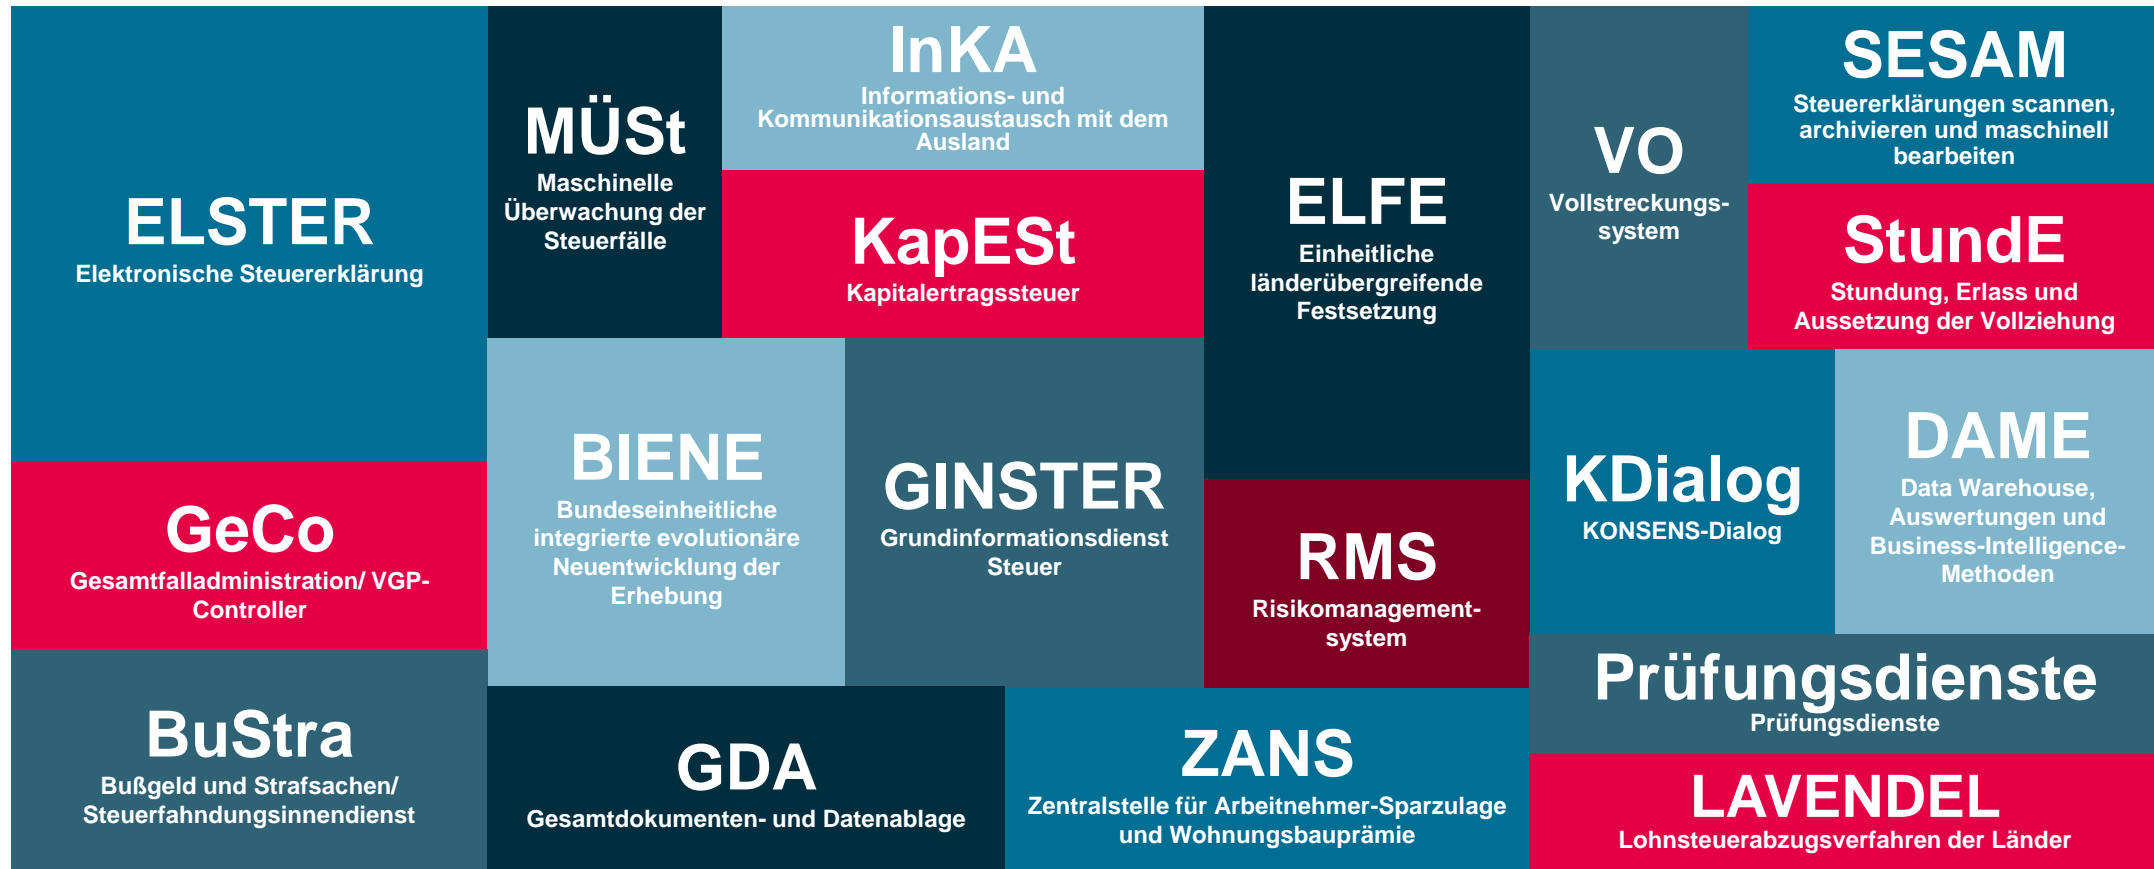 ELSTER
Elektronische Steuererklärung
MÜSt
Maschinelle
Überwachung der
Steuerfälle
InKA
Informations- und
Kommunikationsaustausch mit dem
Ausland
KapESt
Kapitalertragssteuer
ELFE
Einheitliche
länderübergreifende
Festsetzung
VO
Vollstreckungs-
system
SESAM
Steuererklärungen scannen,
archivieren und maschinell
bearbeiten
StundE
Stundung, Erlass und
Aussetzung der Vollziehung
GeCo
Gesamtfalladministration/ VGP-
Controller
BIENE
Bundeseinheitliche
integrierte evolutionäre
Neuentwicklung der
Erhebung
GINSTER
Grundinformationsdienst
Steuer
RMS
Risikomanagement-
system
KDialog
KONSENS-Dialog
DAME
Data Warehouse,
Auswertungen und
Business-Intelligence-
Methoden
BuStra
Bußgeld und Strafsachen/
Steuerfahndungsinnendienst
GDA
Gesamtdokumenten- und Datenablage
ZANS
Zentralstelle für Arbeitnehmer-Sparzulage
und Wohnungsbauprämie
Prüfungsdienste
Prüfungsdienste
LAVENDEL
Lohnsteuerabzugsverfahren der Länder